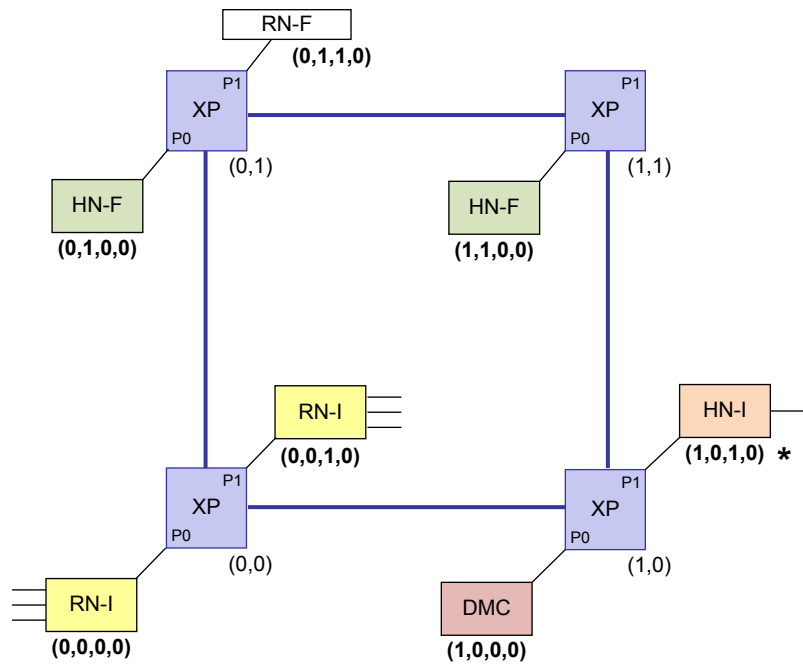 RN-F
(0,1,1,0)
P1
XP
P0
(0,1)
P1
XP
P0
(1,1)
HN-F
(0,1,0,0)
HN-F
(1,1,0,0)
RN-I
(0,0,1,0)
HN-I
(1,0,1,0) *
P1
XP
P0
(0,0)
P1
XP
P0
(1,0)
RN-I
(0,0,0,0)
DMC
(1,0,0,0)